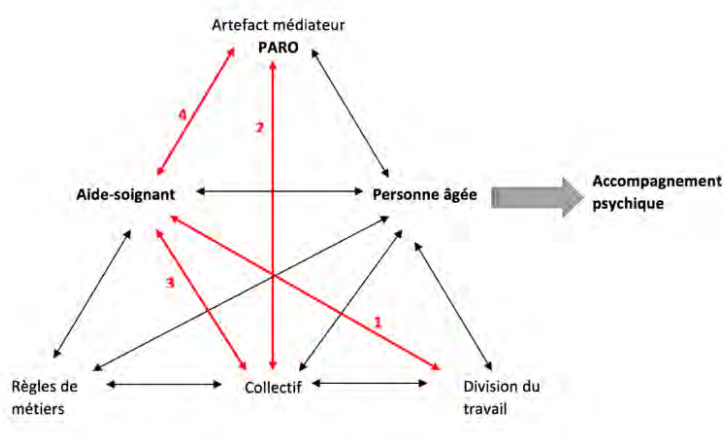 Artefact médiateur
PARO
4
2
Aide-soignant
Personne âgée
Accompagnement
psychique
3
1
Règles de
métiers
Collectif
Division du
travail